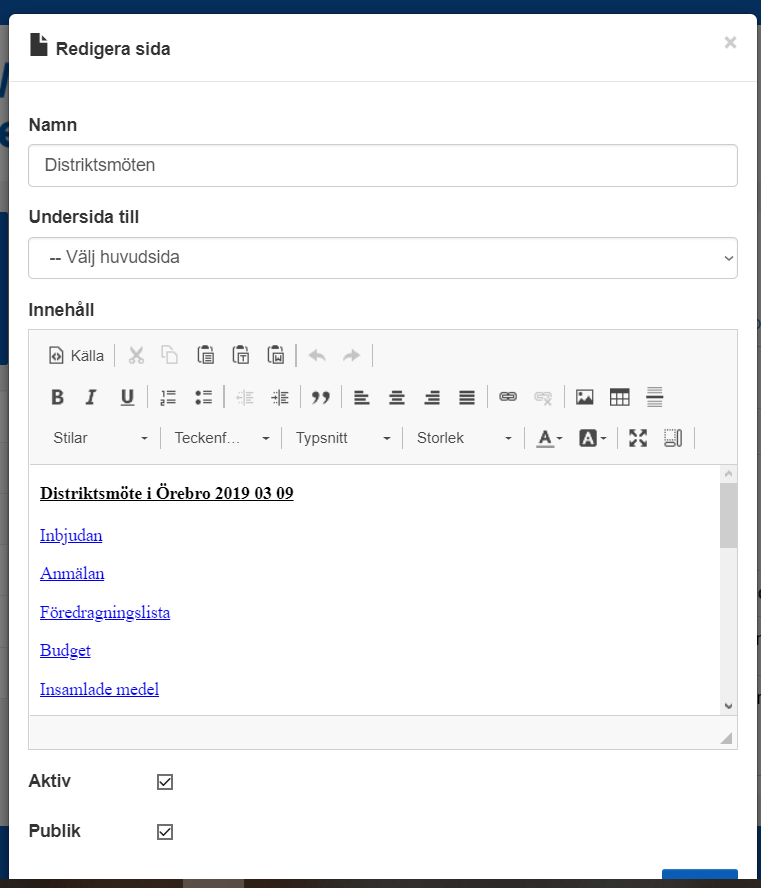 Redigera sida ×
Namn
Distriktsmöten
Undersida till
-- Välj huvudsida
Innehåll
Källa
B I U
Stilar Teckenf... Typsnitt Storlek A A
Distriktsmöte i Örebro 2019 03 09
Inbjudan
Anmälan
Föredragningslista
Budget
Insamlade medel
Aktiv
Publik